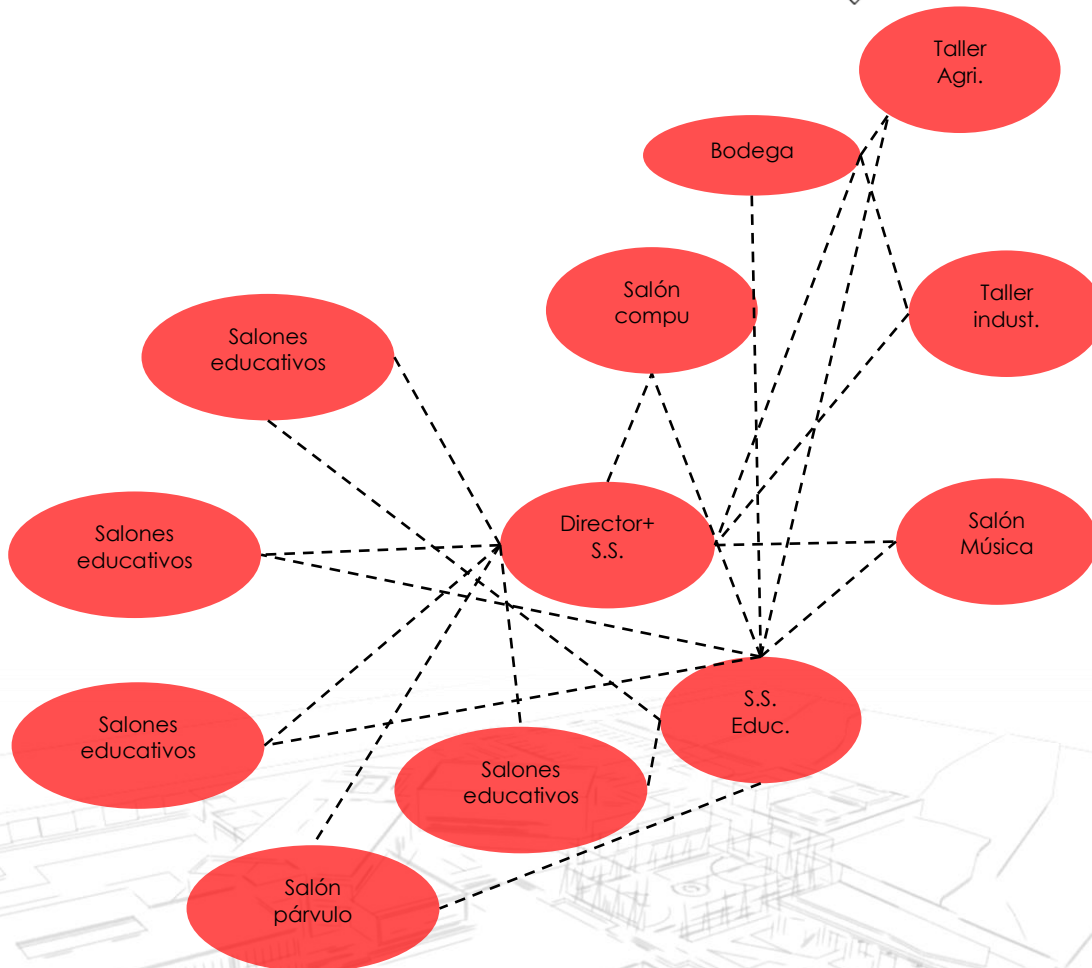 Taller
Agri.
Bodega
Salón
compu
Taller
indust.
Salones
educativos
Director+
S.S.
Salón
Música
Salones
educativos
S.S.
Educ.
Salones
educativos
Salones
educativos
Salón
párvulo